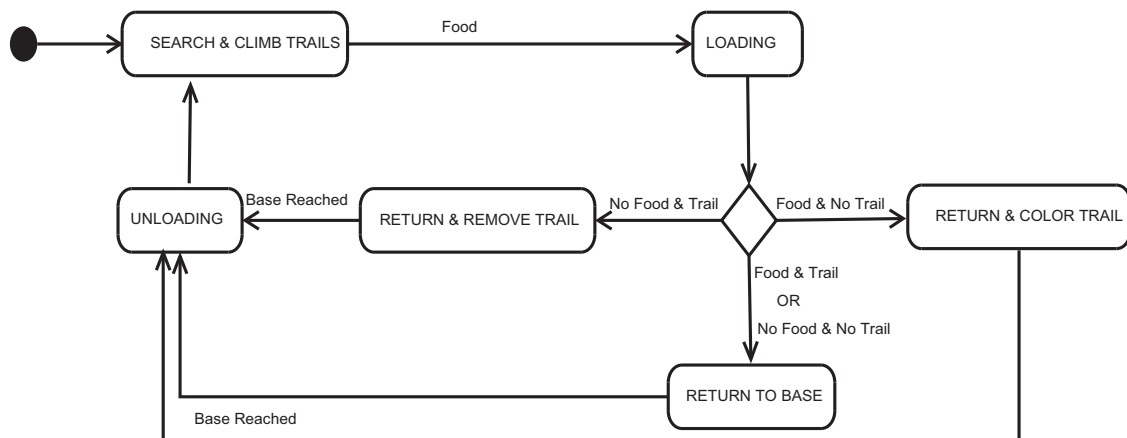 Food
SEARCH & CLIMB TRAILS
LOADING
Base Reached
No Food & Trail
Food & No Trail
UNLOADING
RETURN & REMOVE TRAIL
RETURN & COLOR TRAIL
Food & Trail
OR
No Food & No Trail
RETURN TO BASE
Base Reached